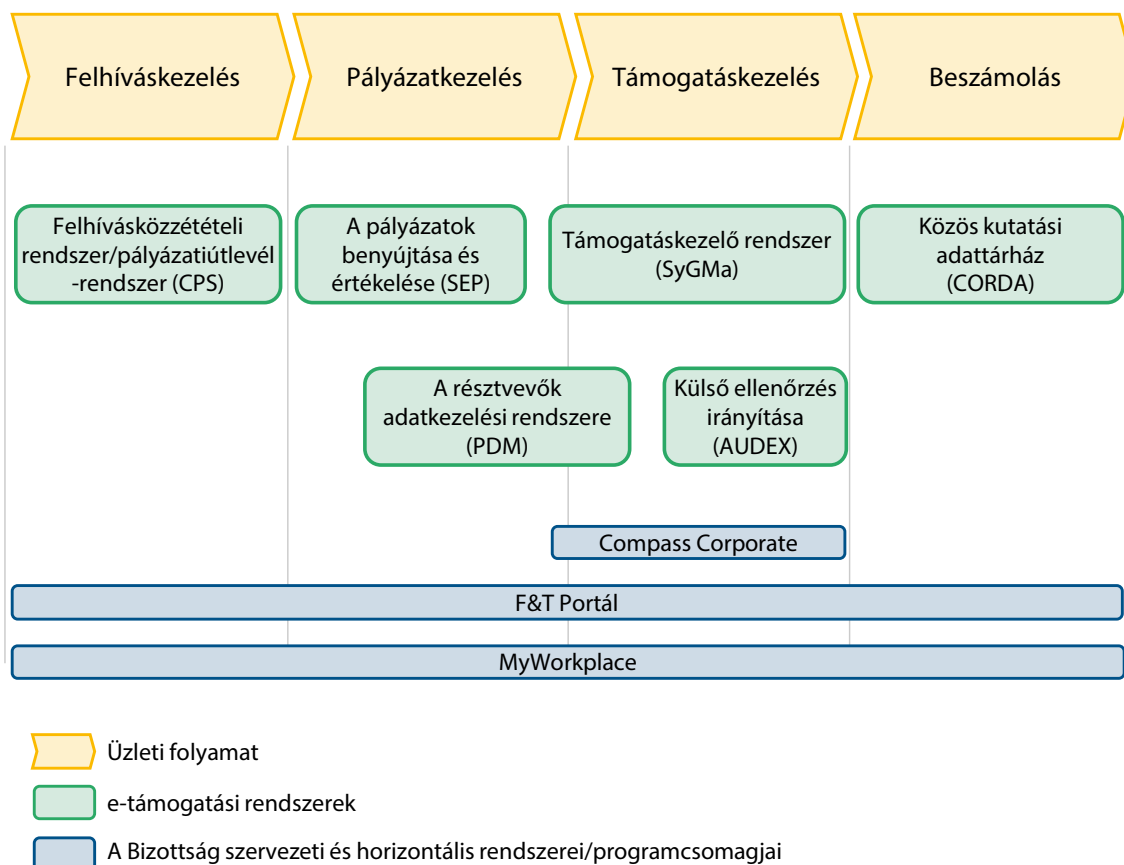 Felhíváskezelés
Pályázatkezelés
Támogatáskezelés
Beszámolás
Felhívásközzétételi
rendszer/pályázatiútlevél
-rendszer (CPS)
A pályázatok
benyújtása és
értékelése (SEP)
Támogatáskezelő rendszer
(SyGMa)
Közös kutatási
adattárház
(CORDA)
A résztvevők
adatkezelési rendszere
(PDM)
Külső ellenőrzés
irányítása
(AUDEX)
Compass Corporate
F&T Portál
MyWorkplace
Üzleti folyamat
e-támogatási rendszerek
A Bizottság szervezeti és horizontális rendszerei/programcsomagjai